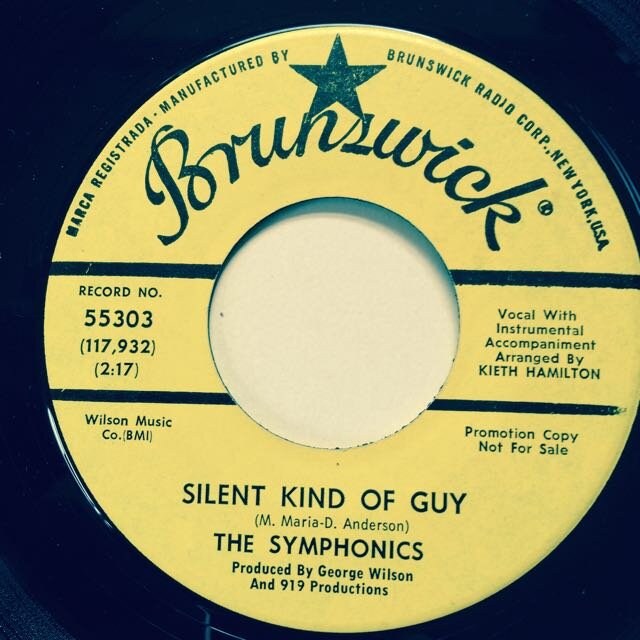 MARCA REGISTRADA · MANUFACTURED BY BRUNSWICK RADIO CORP., NEW YORK, U.S.A.
Brunswick®
RECORD NO.
55303
(117,932)
(2:17)
Vocal With
Instrumental
Accompaniment
Arranged By
KIETH HAMILTON
Wilson Music
Co.(BMI)
Promotion Copy
Not For Sale
SILENT KIND OF GUY
(M. Maria-D. Anderson)
THE SYMPHONICS
Produced By George Wilson
And 919 Productions